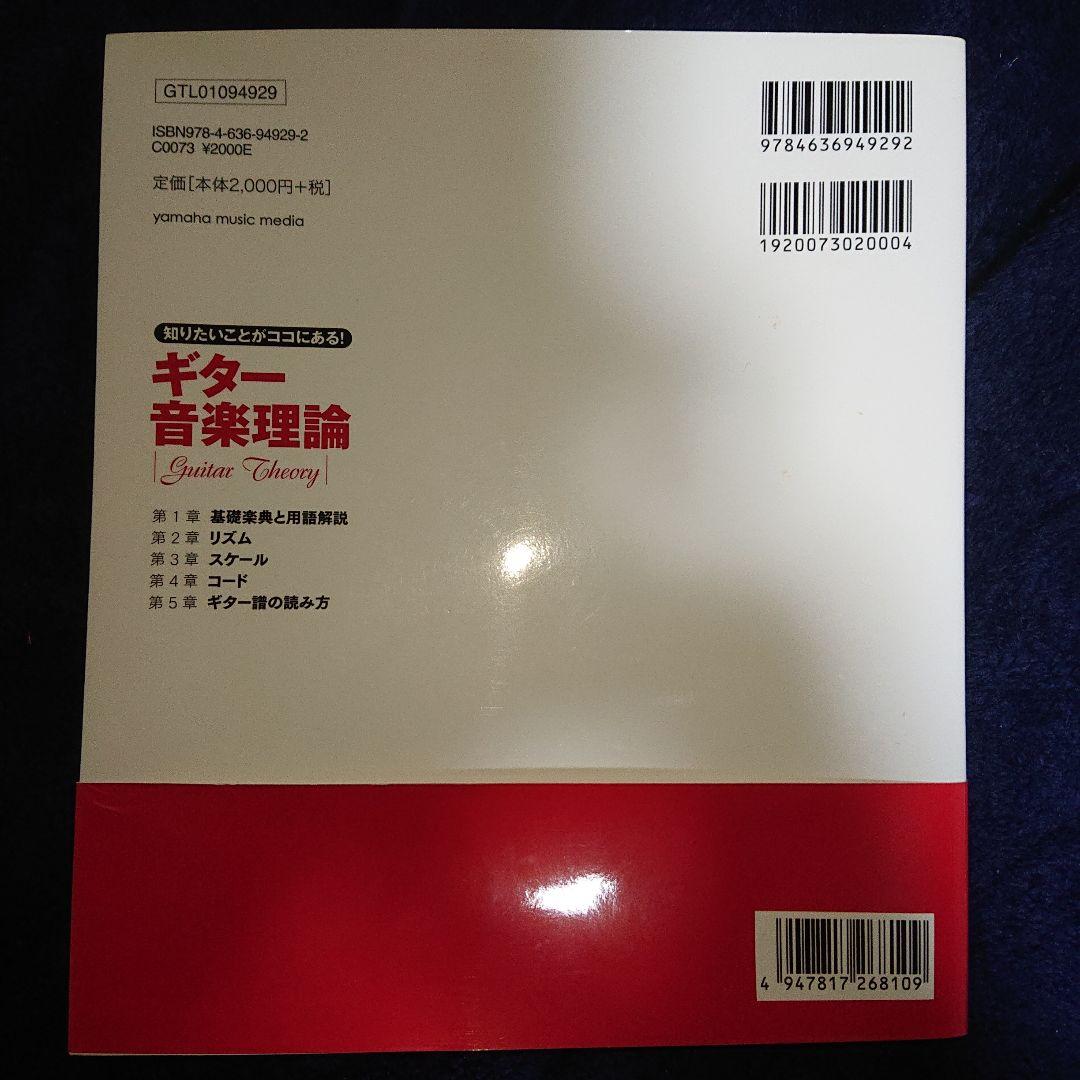 GTL01094929
ISBN978-4-636-94929-2
C0073 ¥2000E
定価[本体2,000円+税]
yamaha music media
9784636949292
1920073020004
知りたいことがココにある!
ギター
音楽理論
Guitar Theory
第1章 基礎楽典と用語解説
第2章 リズム
第3章 スケール
第4章 コード
第5章 ギター譜の読み方
4 947817 268109